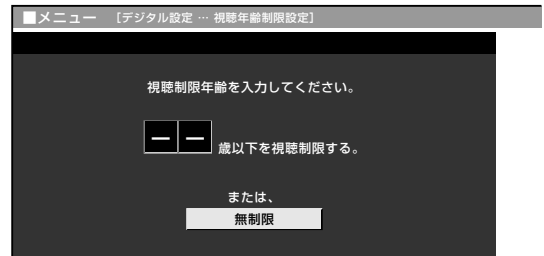 ■メニュー [デジタル設定 … 視聴年齢制限設定]
視聴制限年齢を入力してください。
－－歳以下を視聴制限する。
または、
無制限